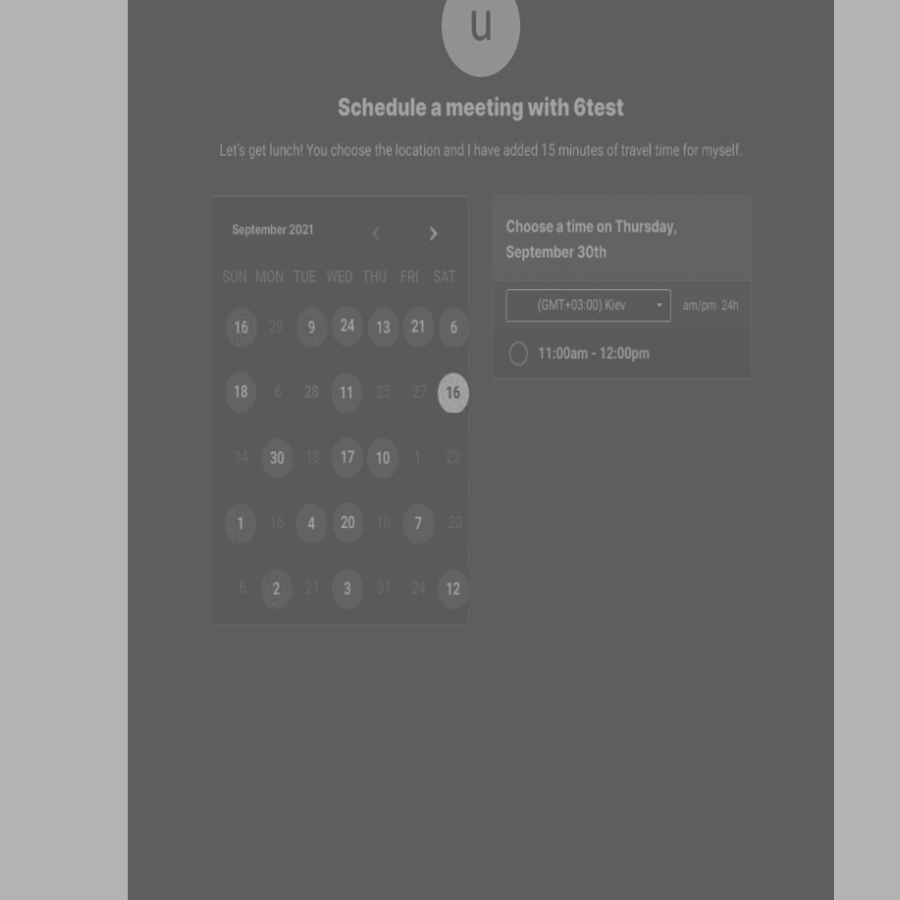 u
Schedule a meeting with 6test
Let's get lunch! You choose the location and I have added 15 minutes of travel time for myself.
September 2021
SUN MON TUE WED THU FRI SAT
16 29 9 24 13 21 6
18 6 28 11 25 27 16
14 30 18 17 10 1 23
1 16 4 20 10 7 20
6 2 21 3 31 24 12
Choose a time on Thursday,
September 30th
(GMT+03:00) Kiev am/pm 24h
11:00am - 12:00pm